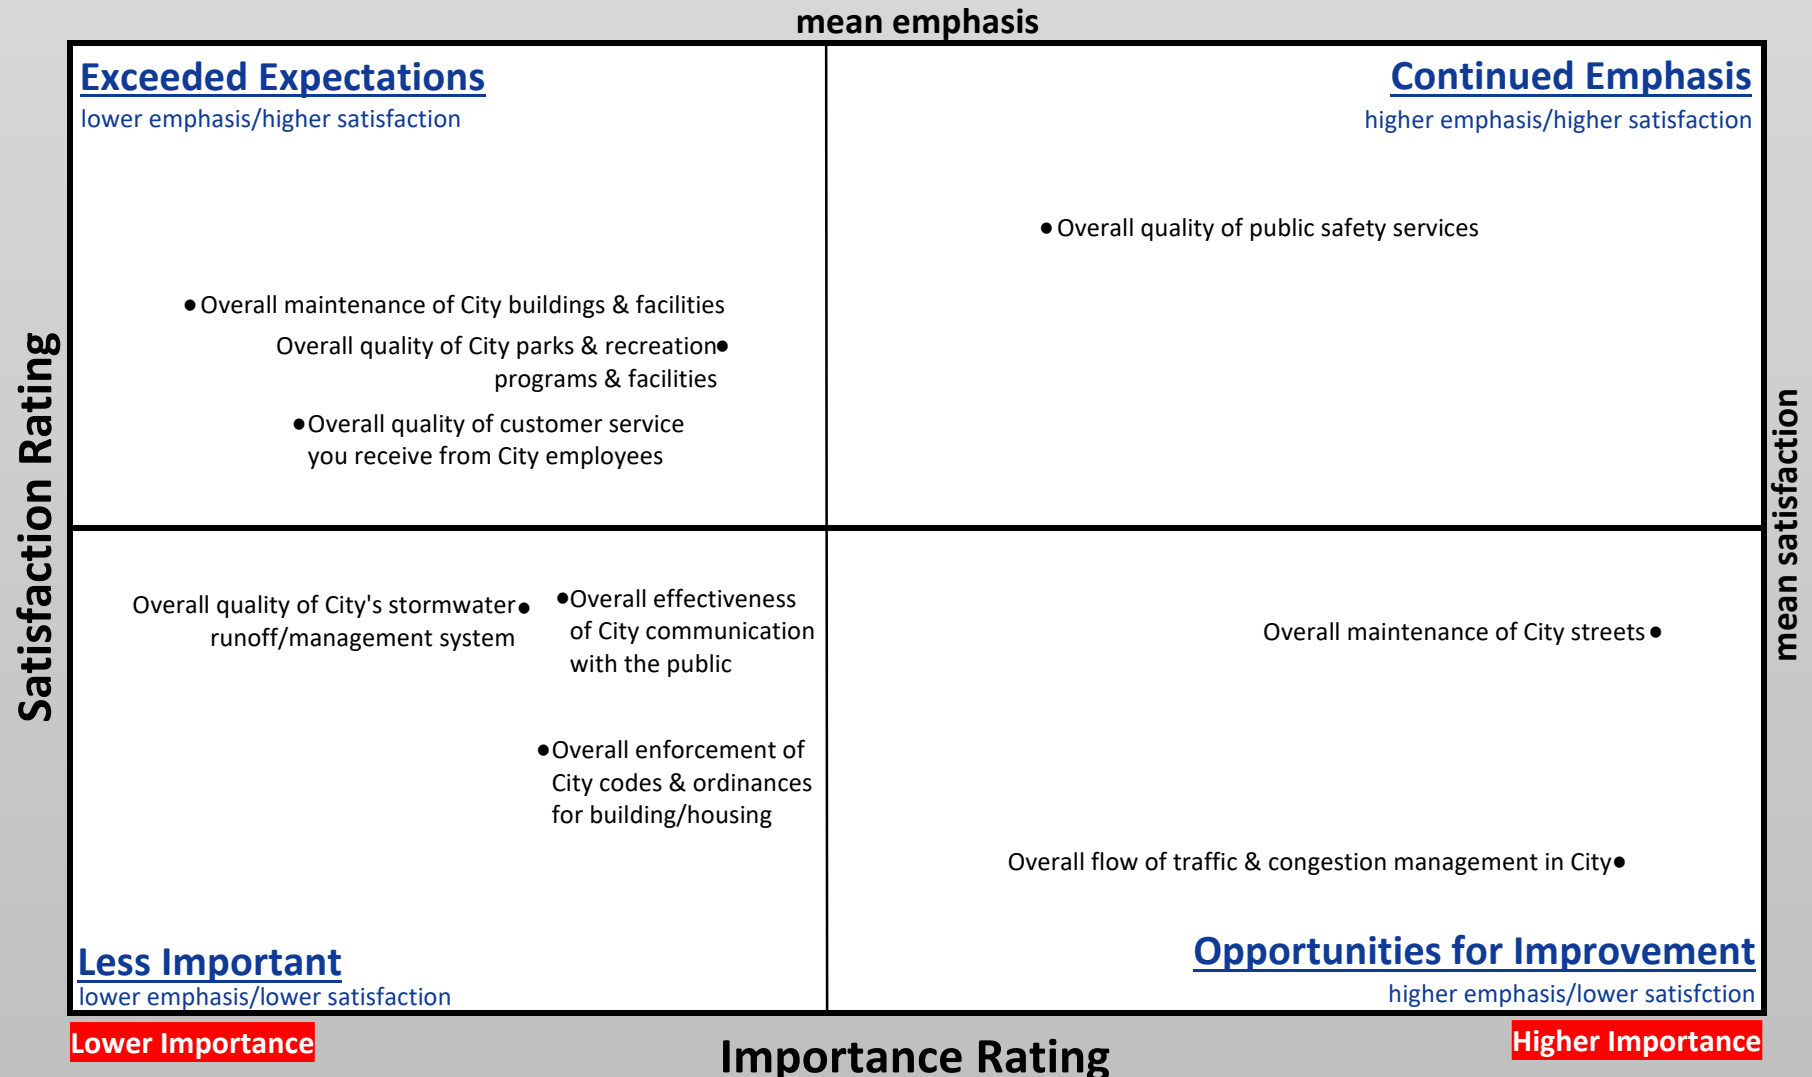 mean emphasis
Exceeded Expectations
lower emphasis/higher satisfaction
Continued Emphasis
higher emphasis/higher satisfaction
Overall quality of public safety services
Overall maintenance of City buildings & facilities
Overall quality of City parks & recreation
programs & facilities
Overall quality of customer service
you receive from City employees
Satisfaction Rating
mean satisfaction
Overall quality of City's stormwater
runoff/management system
Overall effectiveness
of City communication
with the public
Overall maintenance of City streets
Overall enforcement of
City codes & ordinances
for building/housing
Overall flow of traffic & congestion management in City
Less Important
lower emphasis/lower satisfaction
Opportunities for Improvement
higher emphasis/lower satisfction
Lower Importance
Importance Rating
Higher Importance